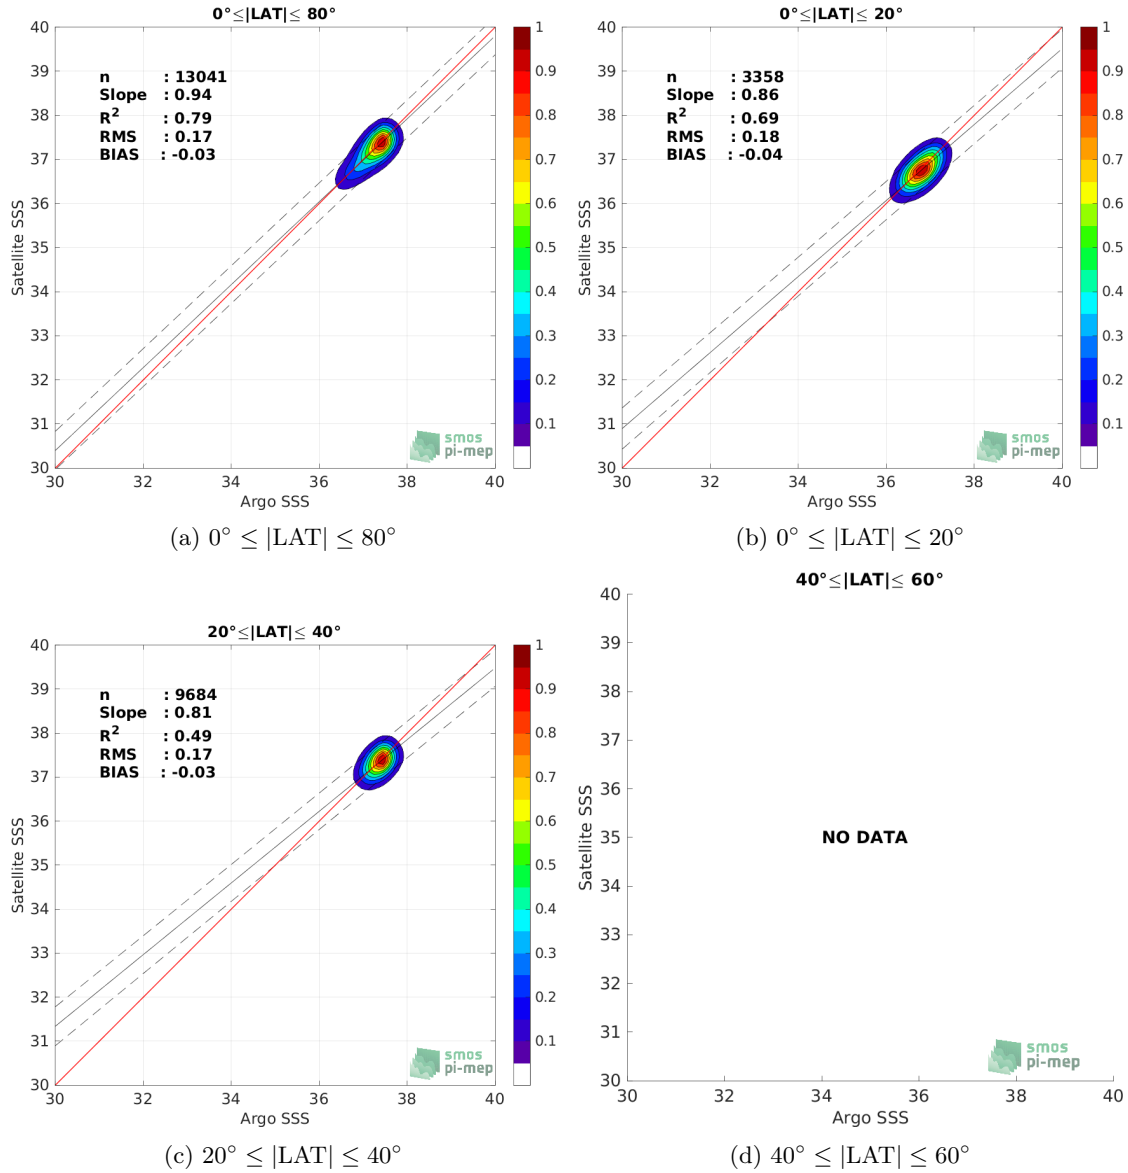 0°≤|LAT|≤ 80°
40
39
38
37
36
35
34
33
32
31
30
Satellite SSS
n : 13041
Slope : 0.94
R² : 0.79
RMS : 0.17
BIAS : -0.03
smos
pi-mep
30 32 34 36 38 40
Argo SSS
1
0.9
0.8
0.7
0.6
0.5
0.4
0.3
0.2
0.1
(a) 0° ≤ |LAT| ≤ 80°
0°≤|LAT|≤ 20°
40
39
38
37
36
35
34
33
32
31
30
Satellite SSS
n : 3358
Slope : 0.86
R² : 0.69
RMS : 0.18
BIAS : -0.04
smos
pi-mep
30 32 34 36 38 40
Argo SSS
1
0.9
0.8
0.7
0.6
0.5
0.4
0.3
0.2
0.1
(b) 0° ≤ |LAT| ≤ 20°
20°≤|LAT|≤ 40°
40
39
38
37
36
35
34
33
32
31
30
Satellite SSS
n : 9684
Slope : 0.81
R² : 0.49
RMS : 0.17
BIAS : -0.03
smos
pi-mep
30 32 34 36 38 40
Argo SSS
1
0.9
0.8
0.7
0.6
0.5
0.4
0.3
0.2
0.1
(c) 20° ≤ |LAT| ≤ 40°
40°≤|LAT|≤ 60°
40
39
38
37
36
35
34
33
32
31
30
Satellite SSS
NO DATA
smos
pi-mep
30 32 34 36 38 40
Argo SSS
(d) 40° ≤ |LAT| ≤ 60°